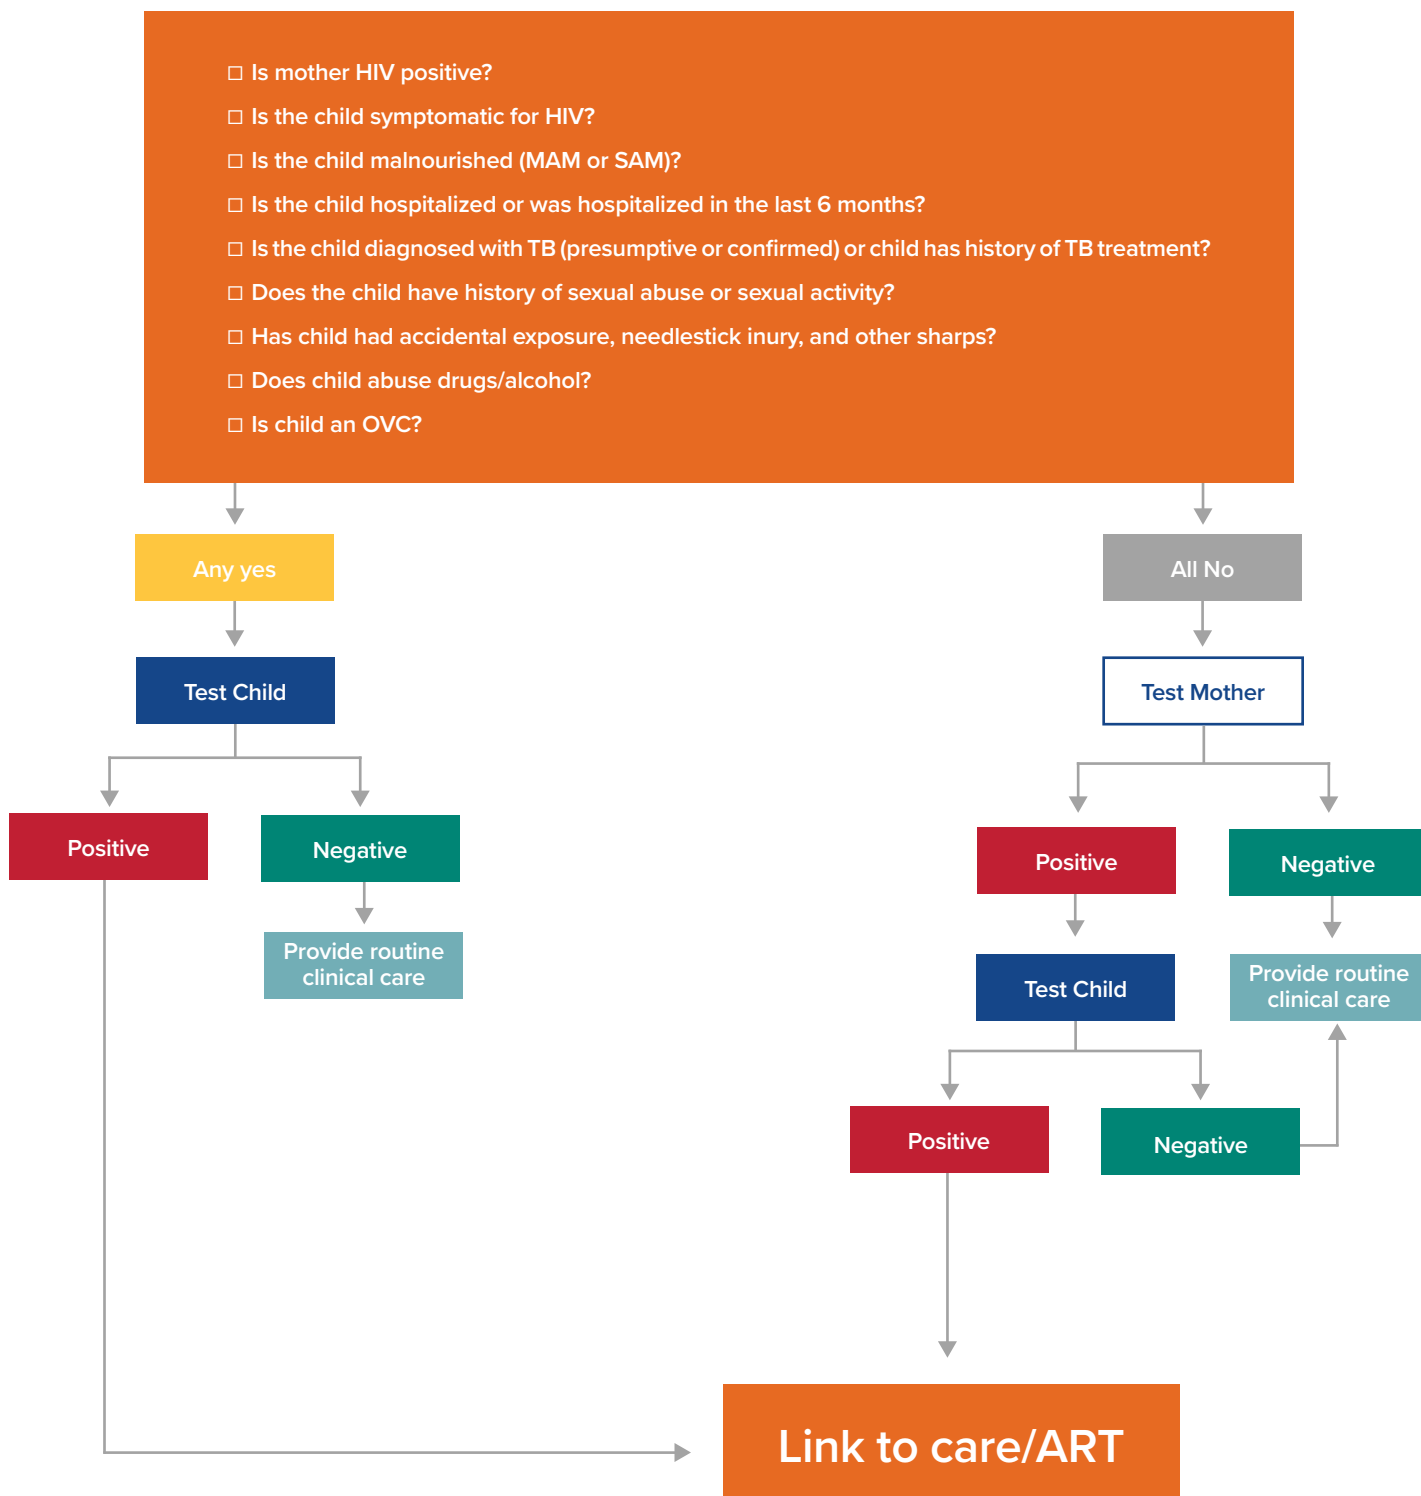 Is mother HIV positive?
Is the child symptomatic for HIV?
Is the child malnourished (MAM or SAM)?
Is the child hospitalized or was hospitalized in the last 6 months?
Is the child diagnosed with TB (presumptive or confirmed) or child has history of TB treatment?
Does the child have history of sexual abuse or sexual activity?
Has child had accidental exposure, needlestick inury, and other sharps?
Does child abuse drugs/alcohol?
Is child an OVC?
Any yes
All No
Test Child
Test Mother
Positive
Negative
Positive
Negative
Provide routine
clinical care
Test Child
Provide routine
clinical care
Positive
Negative
Link to care/ART